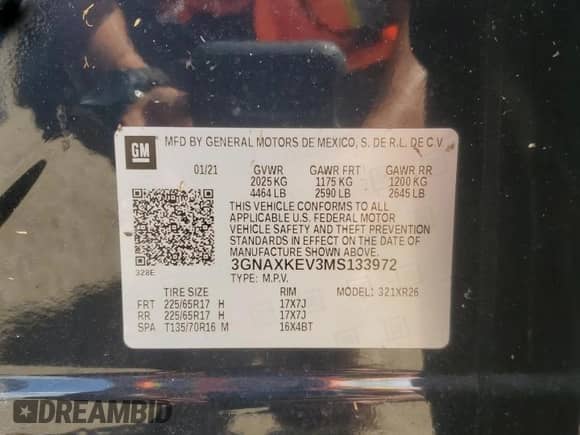 GM
MFD BY GENERAL MOTORS DE MEXICO, S. DE R.L. DE C.V.
01/21 GVWR GAWR FRT GAWR RR
2025 KG 1175 KG 1200 KG
4464 LB 2590 LB 2645 LB
THIS VEHICLE CONFORMS TO ALL
APPLICABLE U.S. FEDERAL MOTOR
VEHICLE SAFETY AND THEFT PREVENTION
STANDARDS IN EFFECT ON THE DATE OF
MANUFACTURE SHOWN ABOVE.
328E
3GNAXKEV3MS133972
TYPE: M.P.V. MODEL: 321XR26
TIRE SIZE RIM
FRT 225/65R17 H 17X7J
RR 225/65R17 H 17X7J
SPA T135/70R16 M 16X4BT
DREAMBID